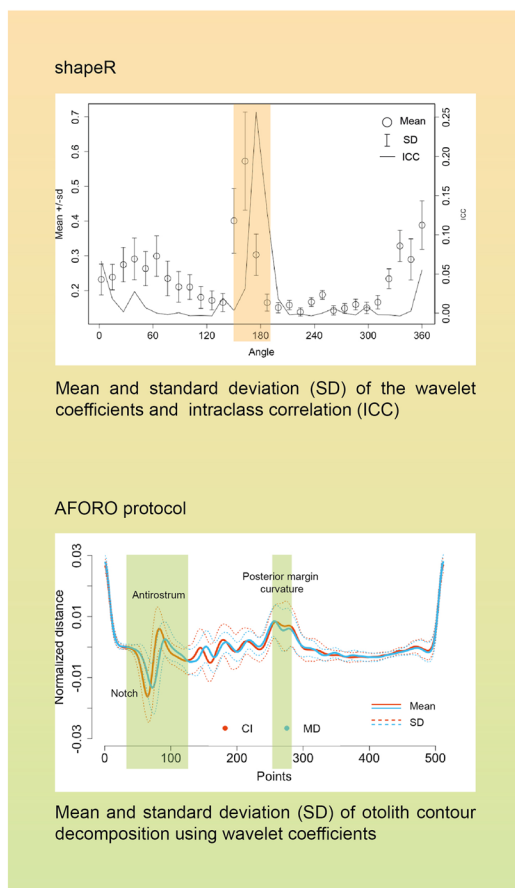 shapeR
Mean +/-sd
0.7
0.6
0.5
0.4
0.3
0.2
Mean
SD
ICC
0.25
0.20
0.15
0.10
0.05
0.00
ICC
0 60 120 180 240 300 360
Angle
Mean and standard deviation (SD) of the wavelet
coefficients and intraclass correlation (ICC)
AFORO protocol
Normalized distance
0.03
0.01
-0.01
-0.03
Antirostrum
Notch
Posterior margin
curvature
CI MD
Mean
SD
0 100 200 300 400 500
Points
Mean and standard deviation (SD) of otolith contour
decomposition using wavelet coefficients